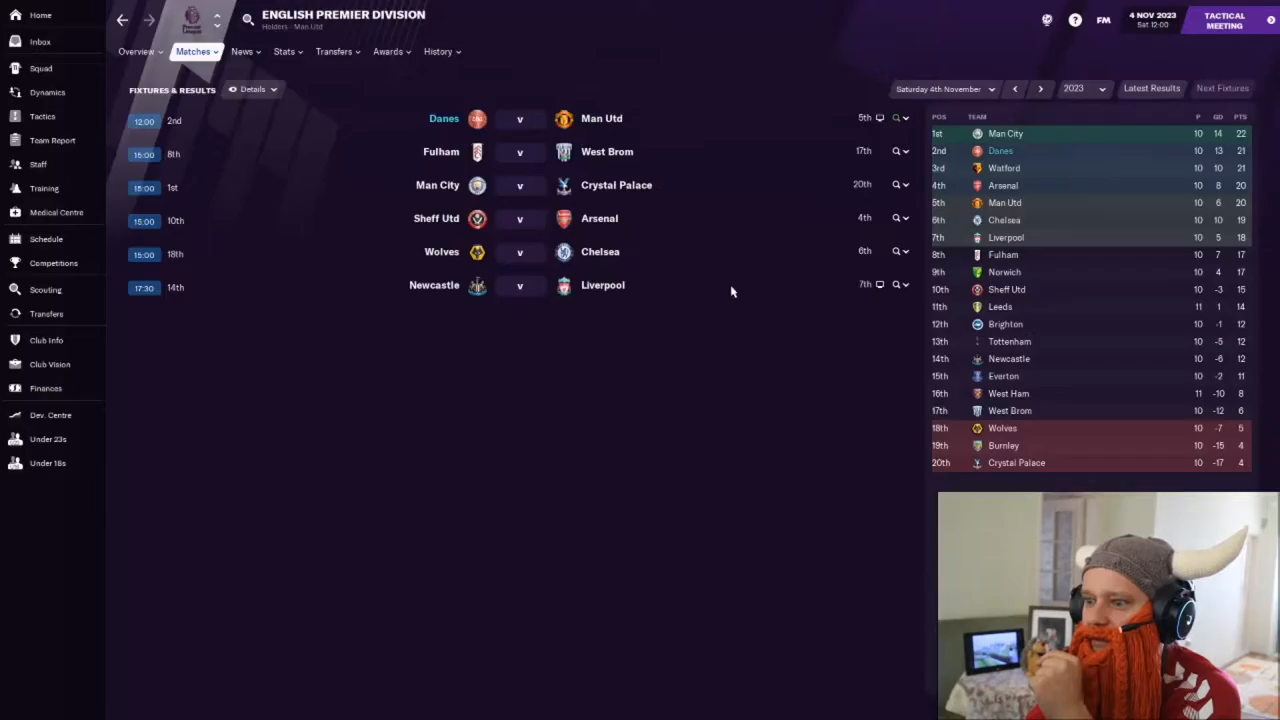 Home
Inbox
Squad
Dynamics
Tactics
Team Report
Staff
Training
Medical Centre
Schedule
Competitions
Scouting
Transfers
Club Info
Club Vision
Finances
Dev. Centre
Under 23s
Under 18s
ENGLISH PREMIER DIVISION
Holders - Man Utd
FM
4 NOV 2023
Sat 12:00
TACTICAL MEETING
Overview Matches News Stats Transfers Awards History
FIXTURES & RESULTS Details
Saturday 4th November 2023 Latest Results Next Fixtures
12:00 2nd Danes v Man Utd 5th
15:00 8th Fulham v West Brom 17th
15:00 1st Man City v Crystal Palace 20th
15:00 10th Sheff Utd v Arsenal 4th
15:00 18th Wolves v Chelsea 6th
17:30 14th Newcastle v Liverpool 7th
POS TEAM P GD PTS
1st Man City 10 14 22
2nd Danes 10 13 21
3rd Watford 10 10 21
4th Arsenal 10 8 20
5th Man Utd 10 6 20
6th Chelsea 10 10 19
7th Liverpool 10 5 18
8th Fulham 10 7 17
9th Norwich 10 4 17
10th Sheff Utd 10 -3 15
11th Leeds 11 1 14
12th Brighton 10 -1 12
13th Tottenham 10 -5 12
14th Newcastle 10 -6 12
15th Everton 10 -2 11
16th West Ham 11 -10 8
17th West Brom 10 -12 6
18th Wolves 10 -7 5
19th Burnley 10 -15 4
20th Crystal Palace 10 -17 4